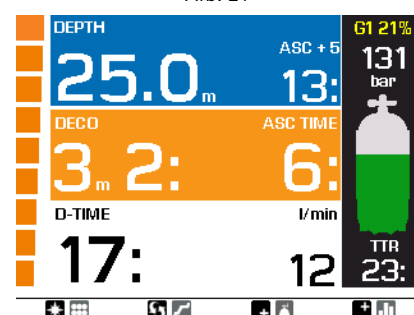 DEPTH
ASC + 5
25.0 m 13:
DECO ASC TIME
3 m 2: 6:
D-TIME l/min
17: 12
G1 21%
131
bar
TTR
23: